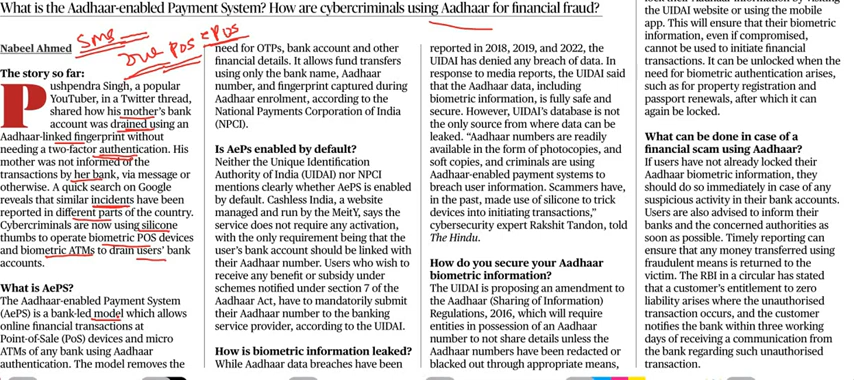 What is the Aadhaar-enabled Payment System? How are cybercriminals using Aadhaar for financial fraud?
Nabeel Ahmed
SMS
POS ePOS
The story so far:
Pushpendra Singh, a popular
YouTuber, in a Twitter thread,
shared how his mother's bank
account was drained using an
Aadhaar-linked fingerprint without
needing a two-factor authentication. His
mother was not informed of the
transactions by her bank, via message or
otherwise. A quick search on Google
reveals that similar incidents have been
reported in different parts of the country.
Cybercriminals are now using silicone
thumbs to operate biometric POS devices
and biometric ATMs to drain users' bank
accounts.
What is AePS?
The Aadhaar-enabled Payment System
(AePS) is a bank-led model which allows
online financial transactions at
Point-of-Sale (PoS) devices and micro
ATMs of any bank using Aadhaar
authentication. The model removes the
need for OTPs, bank account and other
financial details. It allows fund transfers
using only the bank name, Aadhaar
number, and fingerprint captured during
Aadhaar enrolment, according to the
National Payments Corporation of India
(NPCI).
Is AePs enabled by default?
Neither the Unique Identification
Authority of India (UIDAI) nor NPCI
mentions clearly whether AePS is enabled
by default. Cashless India, a website
managed and run by the MeitY, says the
service does not require any activation,
with the only requirement being that the
user's bank account should be linked with
their Aadhaar number. Users who wish to
receive any benefit or subsidy under
schemes notified under section 7 of the
Aadhaar Act, have to mandatorily submit
their Aadhaar number to the banking
service provider, according to the UIDAI.
How is biometric information leaked?
While Aadhaar data breaches have been
reported in 2018, 2019, and 2022, the
UIDAI has denied any breach of data. In
response to media reports, the UIDAI said
that the Aadhaar data, including
biometric information, is fully safe and
secure. However, UIDAI's database is not
the only source from where data can be
leaked. "Aadhaar numbers are readily
available in the form of photocopies, and
soft copies, and criminals are using
Aadhaar-enabled payment systems to
breach user information. Scammers have,
in the past, made use of silicone to trick
devices into initiating transactions,"
cybersecurity expert Rakshit Tandon, told
The Hindu.
How do you secure your Aadhaar
biometric information?
The UIDAI is proposing an amendment to
the Aadhaar (Sharing of Information)
Regulations, 2016, which will require
entities in possession of an Aadhaar
number to not share details unless the
Aadhaar numbers have been redacted or
blacked out through appropriate means,
the UIDAI website or using the mobile
app. This will ensure that their biometric
information, even if compromised,
cannot be used to initiate financial
transactions. It can be unlocked when the
need for biometric authentication arises,
such as for property registration and
passport renewals, after which it can
again be locked.
What can be done in case of a
financial scam using Aadhaar?
If users have not already locked their
Aadhaar biometric information, they
should do so immediately in case of any
suspicious activity in their bank accounts.
Users are also advised to inform their
banks and the concerned authorities as
soon as possible. Timely reporting can
ensure that any money transferred using
fraudulent means is returned to the
victim. The RBI in a circular has stated
that a customer's entitlement to zero
liability arises where the unauthorised
transaction occurs, and the customer
notifies the bank within three working
days of receiving a communication from
the bank regarding such unauthorised
transaction.